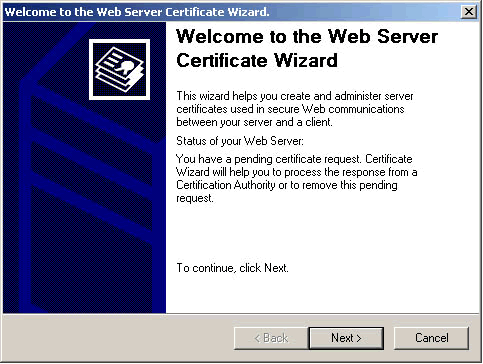 Welcome to the Web Server Certificate Wizard.
Welcome to the Web Server
Certificate Wizard
This wizard helps you create and administer server
certificates used in secure Web communications
between your server and a client.
Status of your Web Server:
You have a pending certificate request. Certificate
Wizard will help you to process the response from a
Certification Authority or to remove this pending
request.
To continue, click Next.
< Back
Next >
Cancel